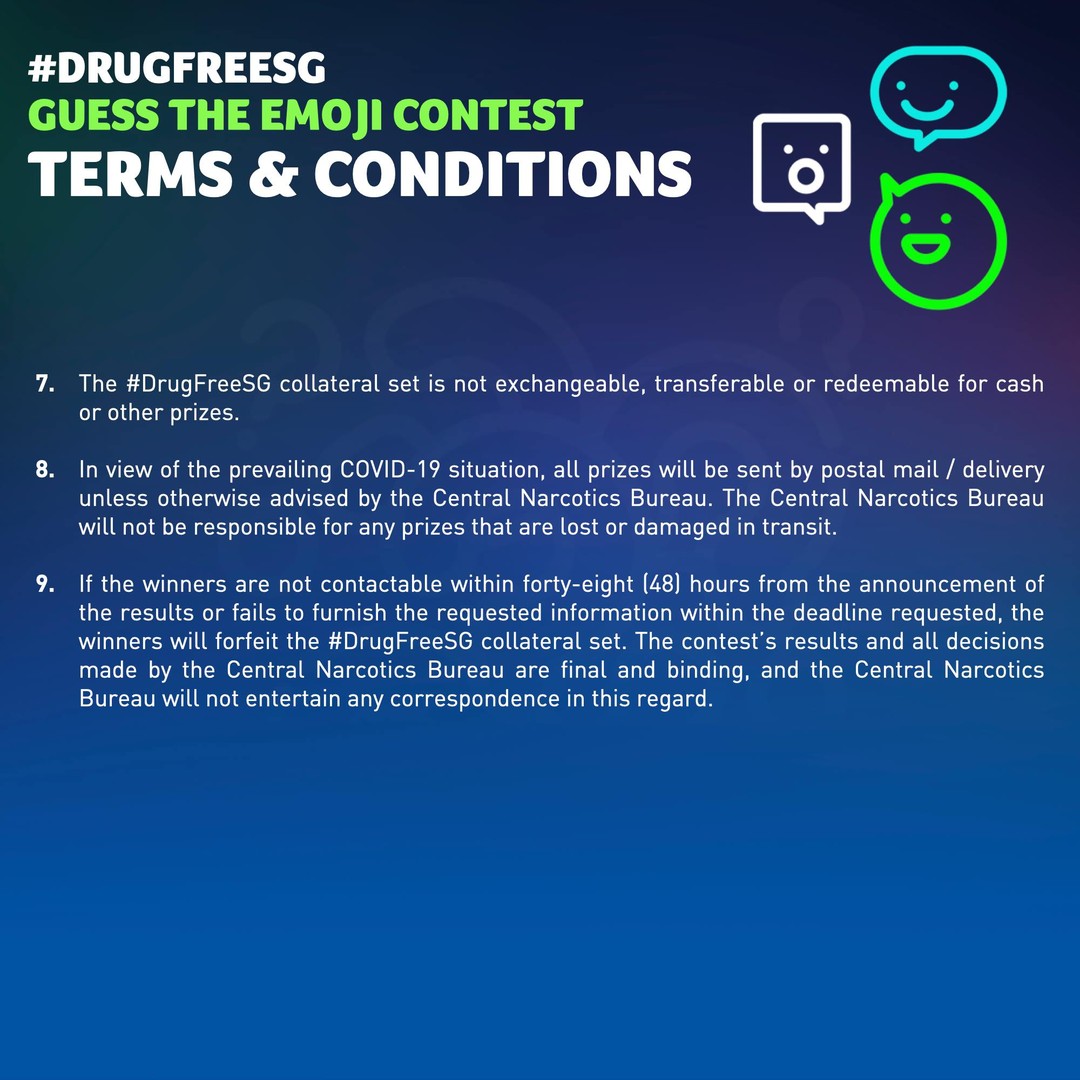 #DRUGFREESG
GUESS THE EMOJI CONTEST
TERMS & CONDITIONS
7. The #DrugFreeSG collateral set is not exchangeable, transferable or redeemable for cash
or other prizes.
8. In view of the prevailing COVID-19 situation, all prizes will be sent by postal mail / delivery
unless otherwise advised by the Central Narcotics Bureau. The Central Narcotics Bureau
will not be responsible for any prizes that are lost or damaged in transit.
9. If the winners are not contactable within forty-eight (48) hours from the announcement of
the results or fails to furnish the requested information within the deadline requested, the
winners will forfeit the #DrugFreeSG collateral set. The contest’s results and all decisions
made by the Central Narcotics Bureau are final and binding, and the Central Narcotics
Bureau will not entertain any correspondence in this regard.